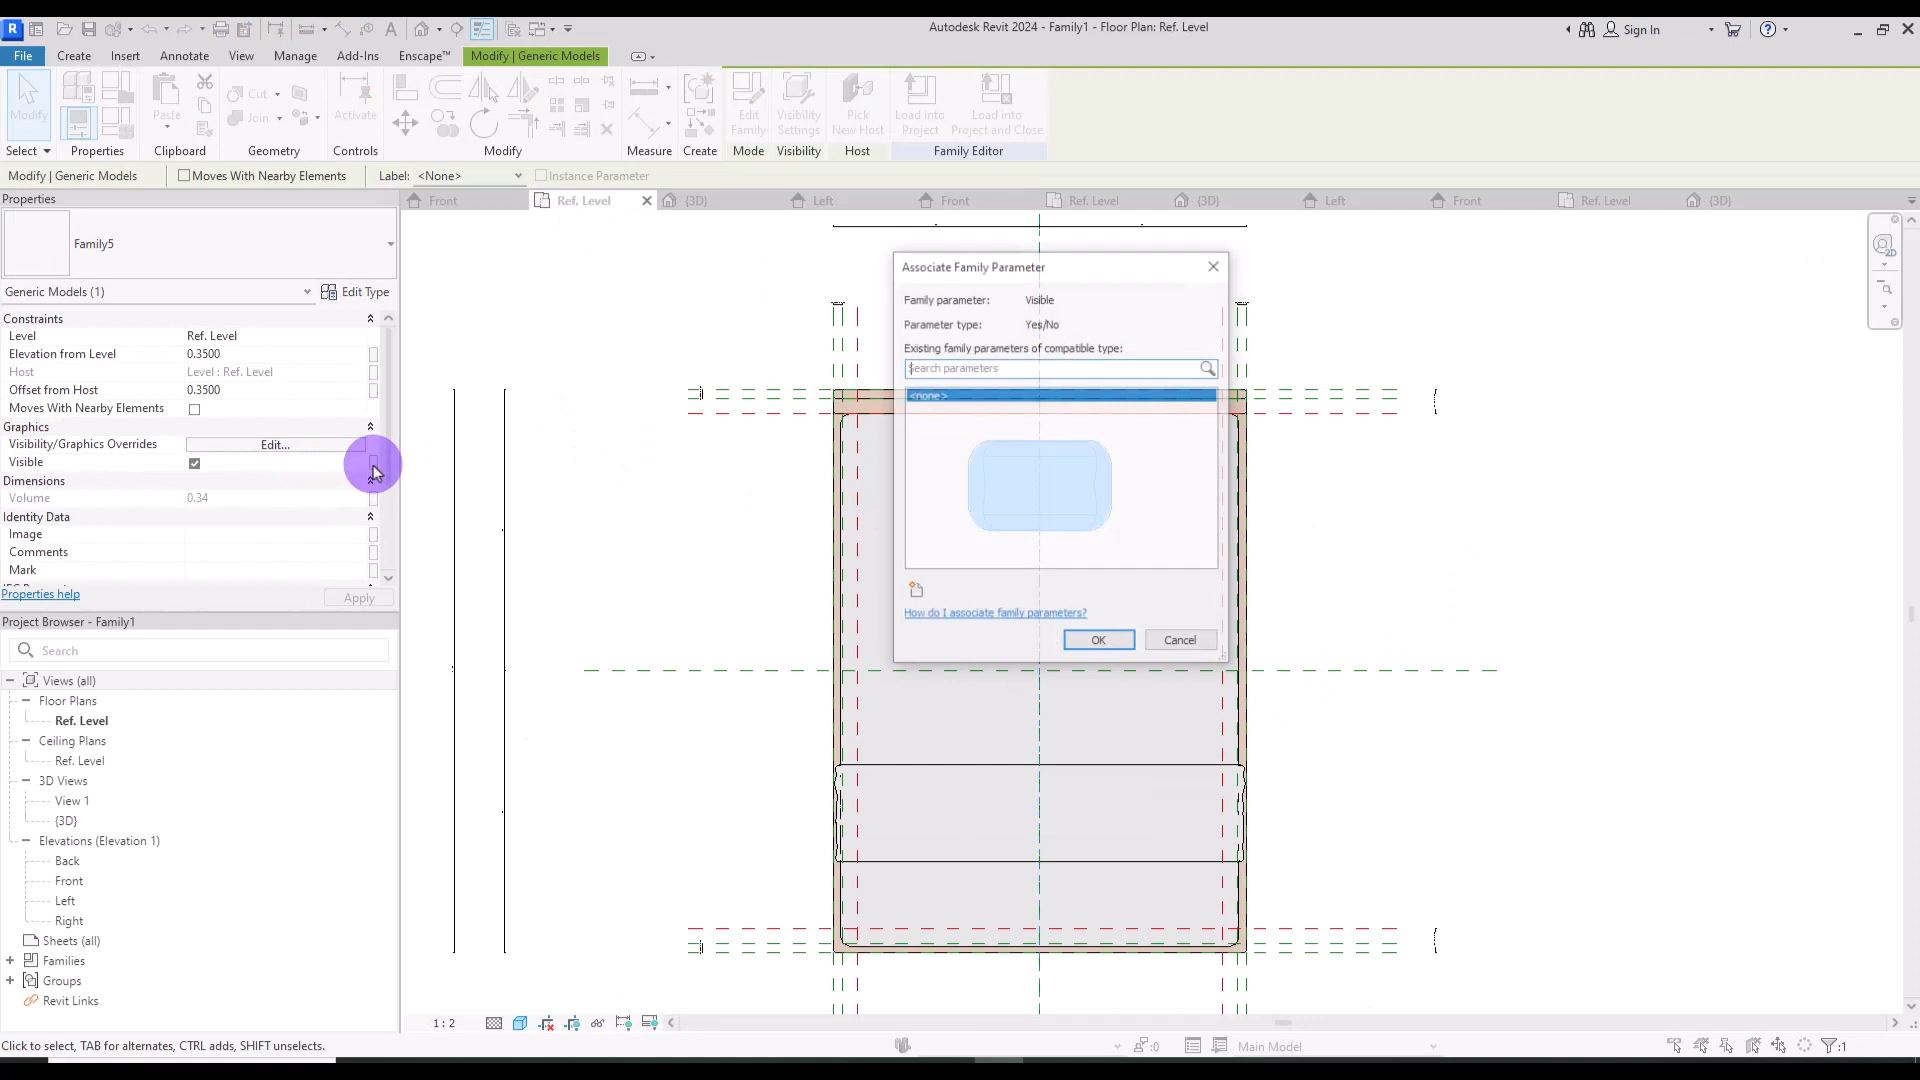 Autodesk Revit 2024 - Family1 - Floor Plan: Ref. Level
Sign In
File
Create
Insert
Annotate
View
Manage
Add-Ins
Enscape™
Modify | Generic Models
Modify
Cut
Join
Paste
Activate
Edit
Family
Visibility
Settings
Pick
New Host
Load into
Project
Load into
Project and Close
Select
Properties
Clipboard
Geometry
Controls
Modify
Measure
Create
Mode
Visibility
Host
Family Editor
Modify | Generic Models
Moves With Nearby Elements
Label: <None>
Instance Parameter
Properties
Front
Ref. Level
{3D}
Left
Front
Ref. Level
{3D}
Left
Front
Ref. Level
{3D}
Family5
Generic Models (1)
Edit Type
Constraints
Level Ref. Level
Elevation from Level 0.3500
Host Level : Ref. Level
Offset from Host 0.3500
Moves With Nearby Elements
Graphics
Visibility/Graphics Overrides Edit...
Visible
Dimensions
Volume 0.34
Identity Data
Image
Comments
Mark
Properties help
Apply
Project Browser - Family1
Search
Views (all)
Floor Plans
Ref. Level
Ceiling Plans
Ref. Level
3D Views
View 1
{3D}
Elevations (Elevation 1)
Back
Front
Left
Right
Sheets (all)
Families
Groups
Revit Links
Associate Family Parameter
Family parameter: Visible
Parameter type: Yes/No
Existing family parameters of compatible type:
Search parameters
<none>
How do I associate family parameters?
OK
Cancel
2D
1 : 2
Click to select, TAB for alternates, CTRL adds, SHIFT unselects.
:0
Main Model
:1